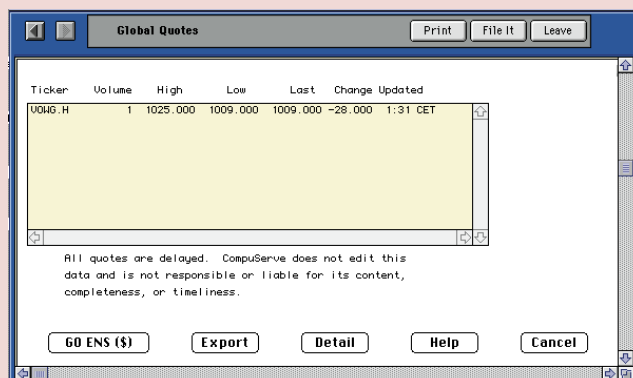 Global Quotes Print File It Leave
Ticker Volume High Low Last Change Updated
VOWG.H 1 1025.000 1009.000 1009.000 -28.000 1:31 CET
All quotes are delayed. CompuServe does not edit this
data and is not responsible or liable for its content,
completeness, or timeliness.
GO ENS ($) Export Detail Help Cancel